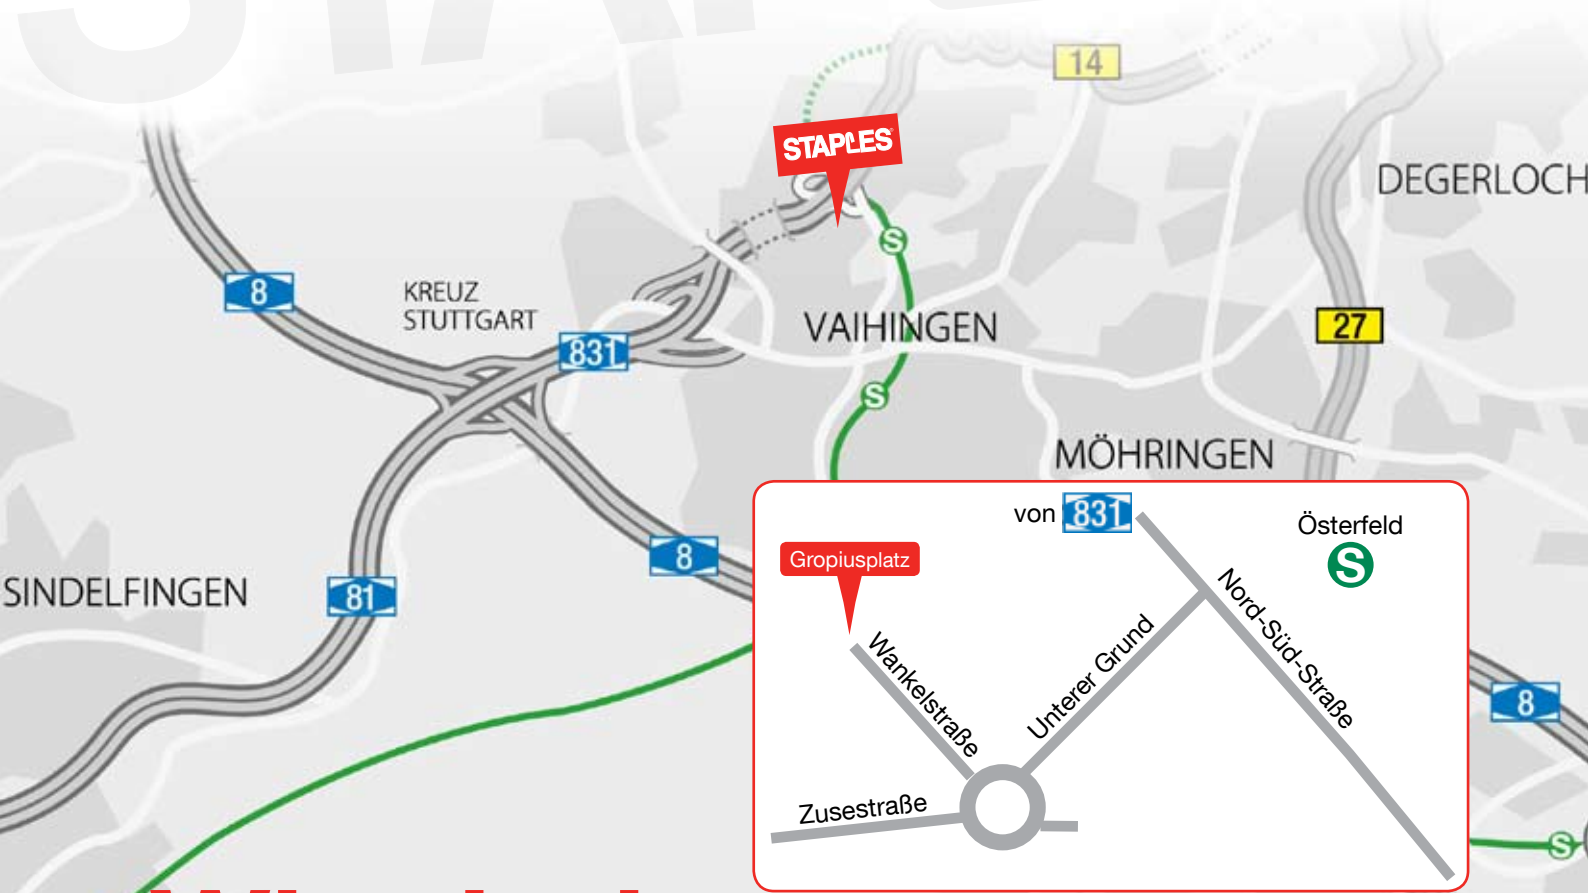 14
STAPLES
DEGERLOCH
S
8
KREUZ
STUTTGART
831
VAIHINGEN
27
S
MÖHRINGEN
von 831
Österfeld
S
8
Gropiusplatz
SINDELFINGEN
81
Nord-Süd-Straße
Unterer Grund
Wankelstraße
8
Zusestraße
S